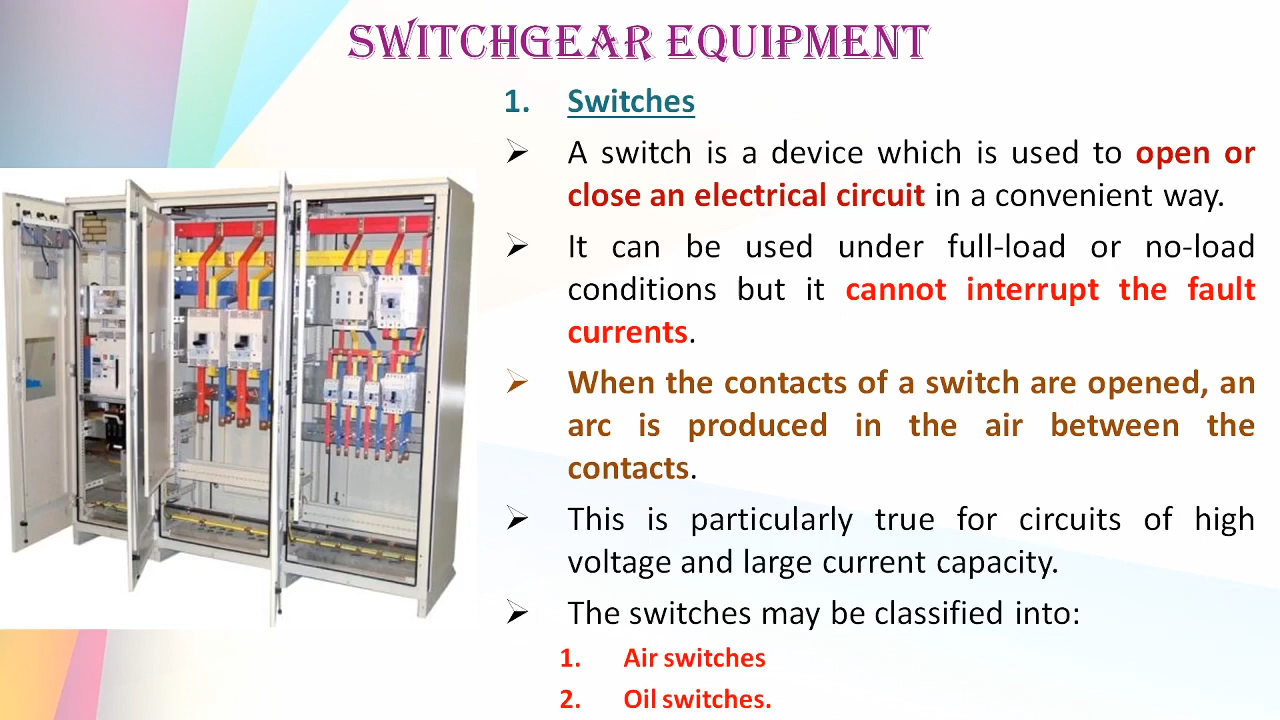 SWITCHGEAR EQUIPMENT
1. Switches
➢ A switch is a device which is used to open or
close an electrical circuit in a convenient way.
➢ It can be used under full-load or no-load
conditions but it cannot interrupt the fault
currents.
➢ When the contacts of a switch are opened, an
arc is produced in the air between the
contacts.
➢ This is particularly true for circuits of high
voltage and large current capacity.
➢ The switches may be classified into:
1. Air switches
2. Oil switches.